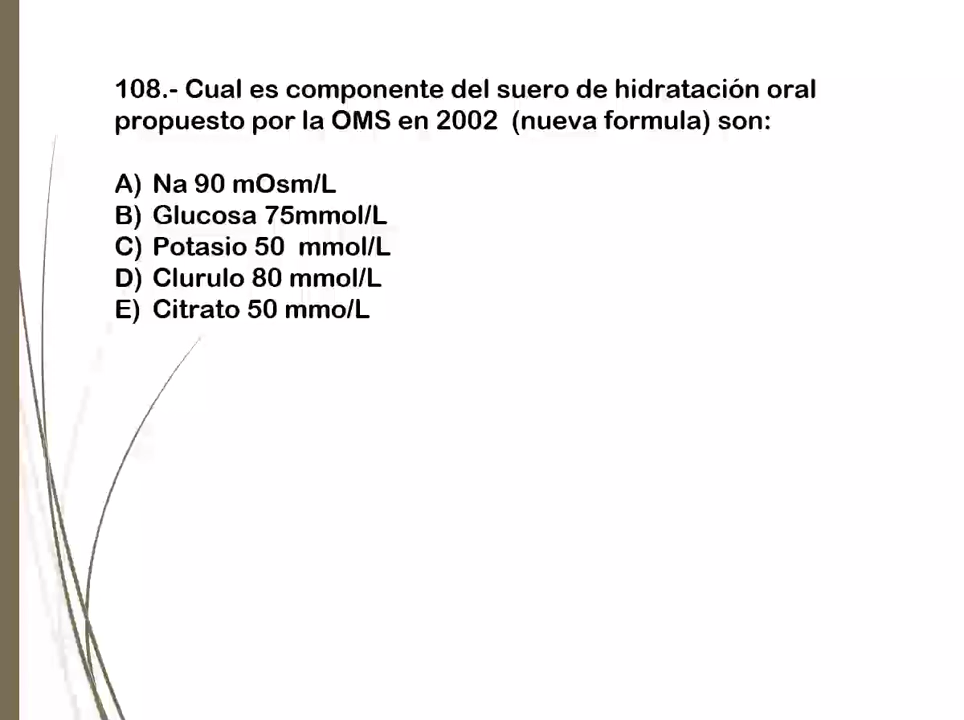 108.- Cual es componente del suero de hidratación oral
propuesto por la OMS en 2002 (nueva formula) son:
A) Na 90 mOsm/L
B) Glucosa 75mmol/L
C) Potasio 50 mmol/L
D) Clurulo 80 mmol/L
E) Citrato 50 mmo/L